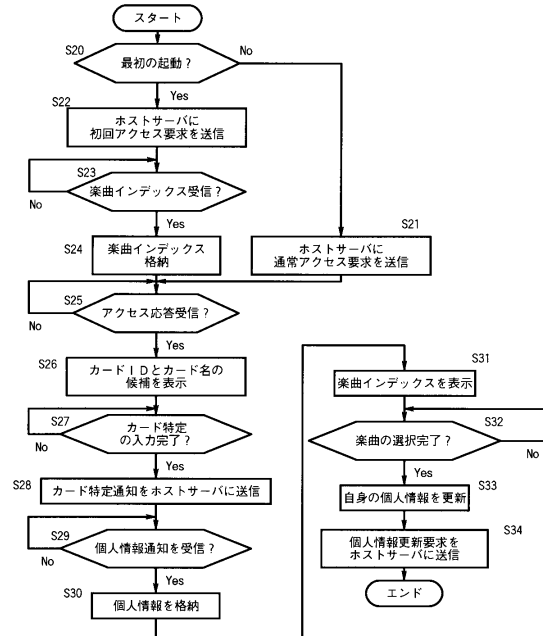 スタート
S20
最初の起動？
No
Yes
S22
ホストサーバに
初回アクセス要求を送信
S23
楽曲インデックス受信？
No
Yes
S24
楽曲インデックス
格納
S21
ホストサーバに
通常アクセス要求を送信
S25
アクセス応答受信？
No
Yes
S26
カードＩＤとカード名の
候補を表示
S27
カード特定
の入力完了？
No
Yes
S28
カード特定通知をホストサーバに送信
S29
個人情報通知を受信？
No
Yes
S30
個人情報を格納
S31
楽曲インデックスを表示
S32
楽曲の選択完了？
No
Yes
S33
自身の個人情報を更新
S34
個人情報更新要求を
ホストサーバに送信
エンド